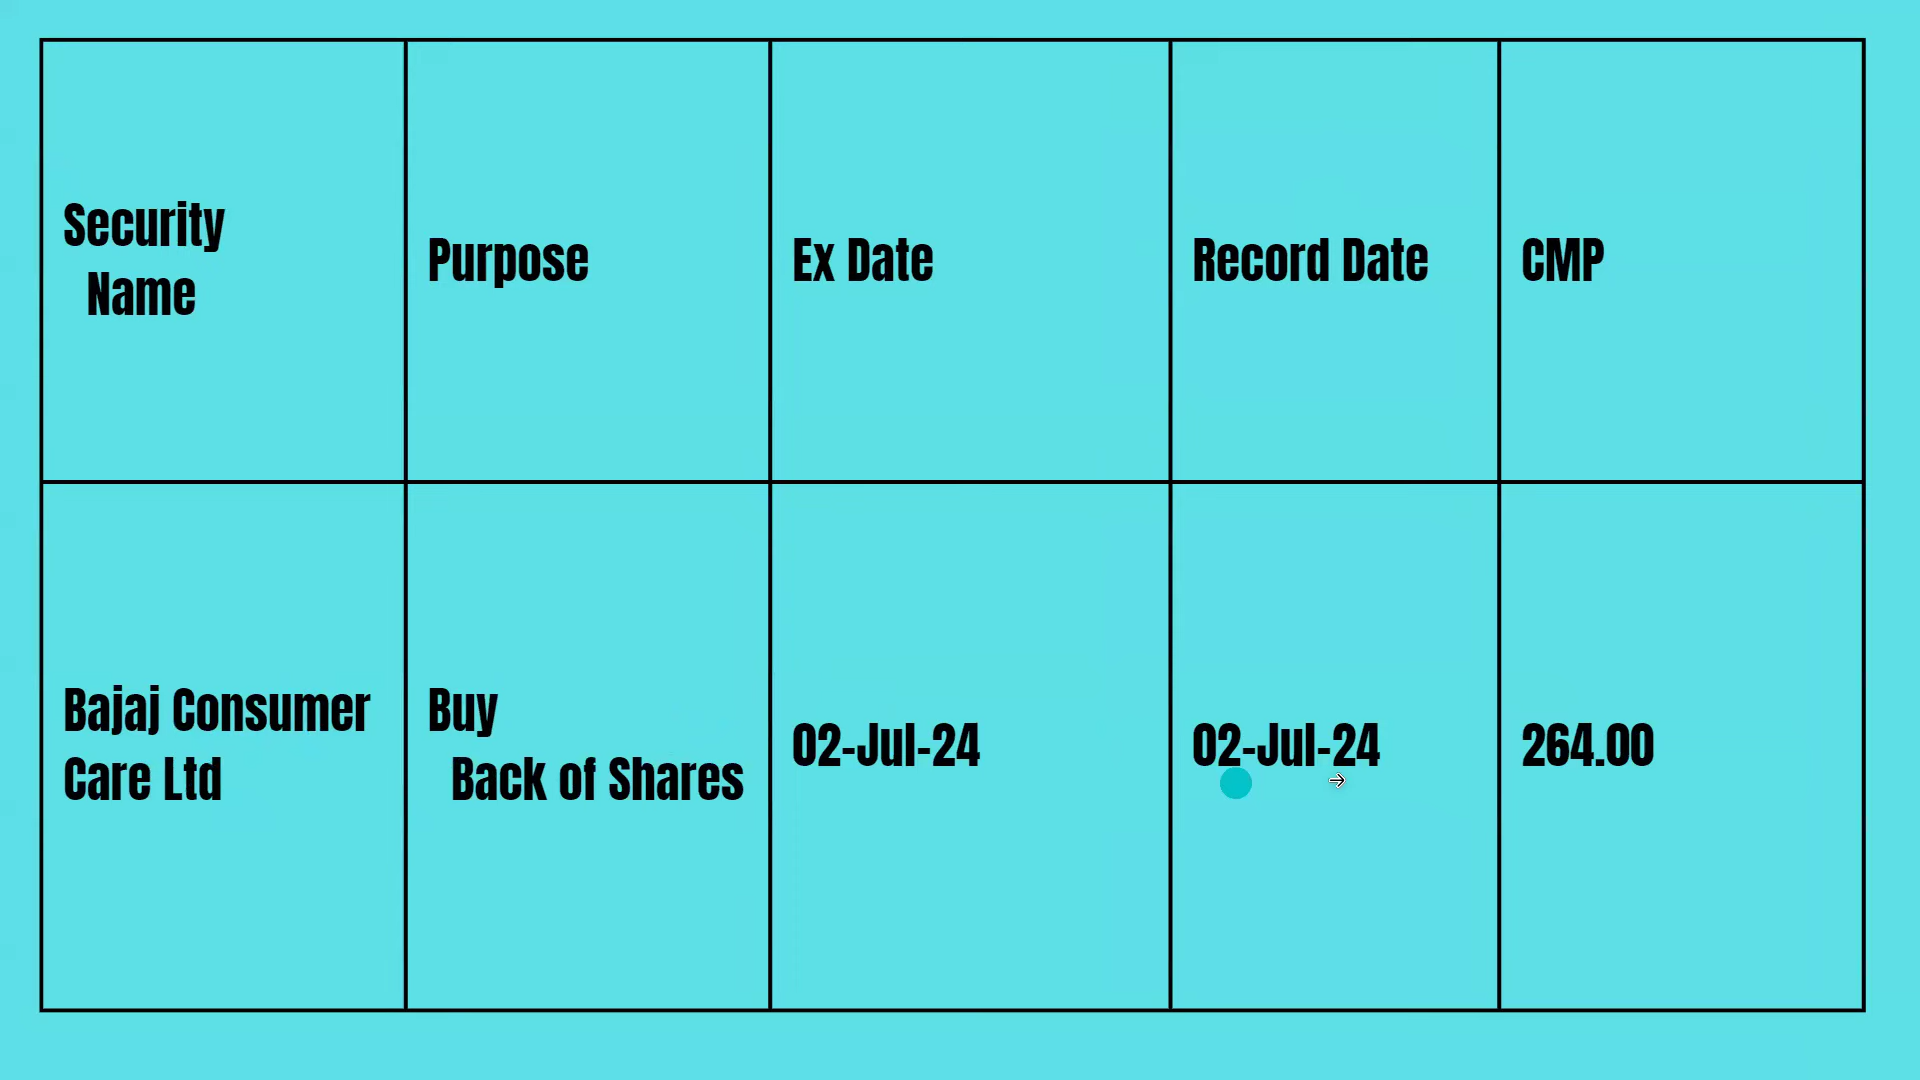 Security
Name
Purpose
Ex Date
Record Date
CMP
Bajaj Consumer
Care Ltd
Buy
Back of Shares
02-Jul-24
02-Jul-24
264.00